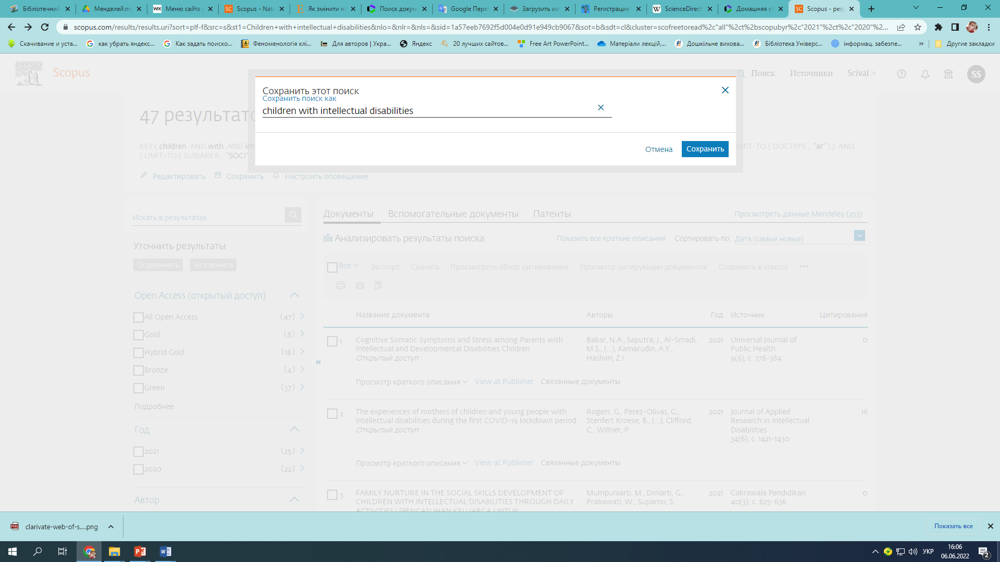 Бібліотечний
Менделей.mp
Меню сайта
Scopus - Natu
Як змінити на
Поиск докум
Google Пере
Загрузить изо
Регистрация
ScienceDirect
Домашняя ст
Scopus - резу
scopus.com/results/results.uri?sort=plf-f&src=s&st1=Children+with+intellectual+disabilities&nlo=&nlr=&nls=&sid=1a57eeb7692f5d004e0d91e949cb9067&sot=b&sdt=cl&cluster=scofreetoread%2c"all"%2ct%2bscopubyr%2c"2021"%2ct%2c"2020"%2...
Скачивание и уста...
как убрать яндекс...
Как задать поиско...
Феноменологія клі...
Для авторов | Укра...
Яндекс
20 лучших сайтов...
Free Art PowerPoint...
Матеріали лекцій,...
Дошкільне вихова...
Бібліотека Універс...
інформац. забезпе...
»
Другие закладки
Scopus
Поиск
Источники
Scival
SS
Сохранить этот поиск
Сохранить поиск как
children with intellectual disabilities
Отмена
Сохранить
47 результато
KEY ( children AND with AND int
IMIT-TO ( DOCTYPE , "ar" ) ) AND
( LIMIT-TO ( SUBJAREA , "SOCI" )
Редактировать
Сохранить
Настроить оповещение
Искать в результатах...
Уточнить результаты
Ограничить
Исключить
Open Access (открытый доступ)
All Open Access (47)
Gold (8)
Hybrid Gold (18)
Bronze (4)
Green (37)
Подробнее
Год
2021 (25)
2020 (22)
Автор
Документы
Вспомогательные документы
Патенты
Просмотреть данные Mendeley (253)
Анализировать результаты поиска
Показать все краткие описания
Сортировать по:
Дата (самые новые)
Все
Экспорт
Скачать
Просмотреть обзор цитирования
Просмотр цитирующих документов
Сохранить в список
•••
Название документа
Авторы
Год
Источник
Цитирования
1
Cognitive Somatic Symptoms and Stress among Parents with
Intellectual and Developmental Disabilities Children
Открытый доступ
Bakar, N.A., Saputra, J., Al-Smadi,
M.S., (...), Kamarudin, A.Y.,
Hashim, Z.I.
2021
Universal Journal of
Public Health
9(6), с. 378-384
0
Просмотр краткого описания
View at Publisher
Связанные документы
2
The experiences of mothers of children and young people with
intellectual disabilities during the first COVID-19 lockdown period
Открытый доступ
Rogers, G., Perez-Olivas, G.,
Stenfert Kroese, B., (...), Clifford,
C., Willner, P.
2021
Journal of Applied
Research in Intellectual
Disabilities
34(6), с. 1421-1430
16
Просмотр краткого описания
View at Publisher
Связанные документы
3
FAMILY NURTURE IN THE SOCIAL SKILLS DEVELOPMENT OF
CHILDREN WITH INTELLECTUAL DISABILITIES THROUGH DAILY
ACTIVITIES | [PENGASUHAN KELUARGA UNTUK
Mumpuniarti, M., Diniarti, G.,
Prabawati, W., Suparno, S.
2021
Cakrawala Pendidikan
40(3), с. 625-636
0
clarivate-web-of-s....png
Показать все
УКР
16:06
06.06.2022
2